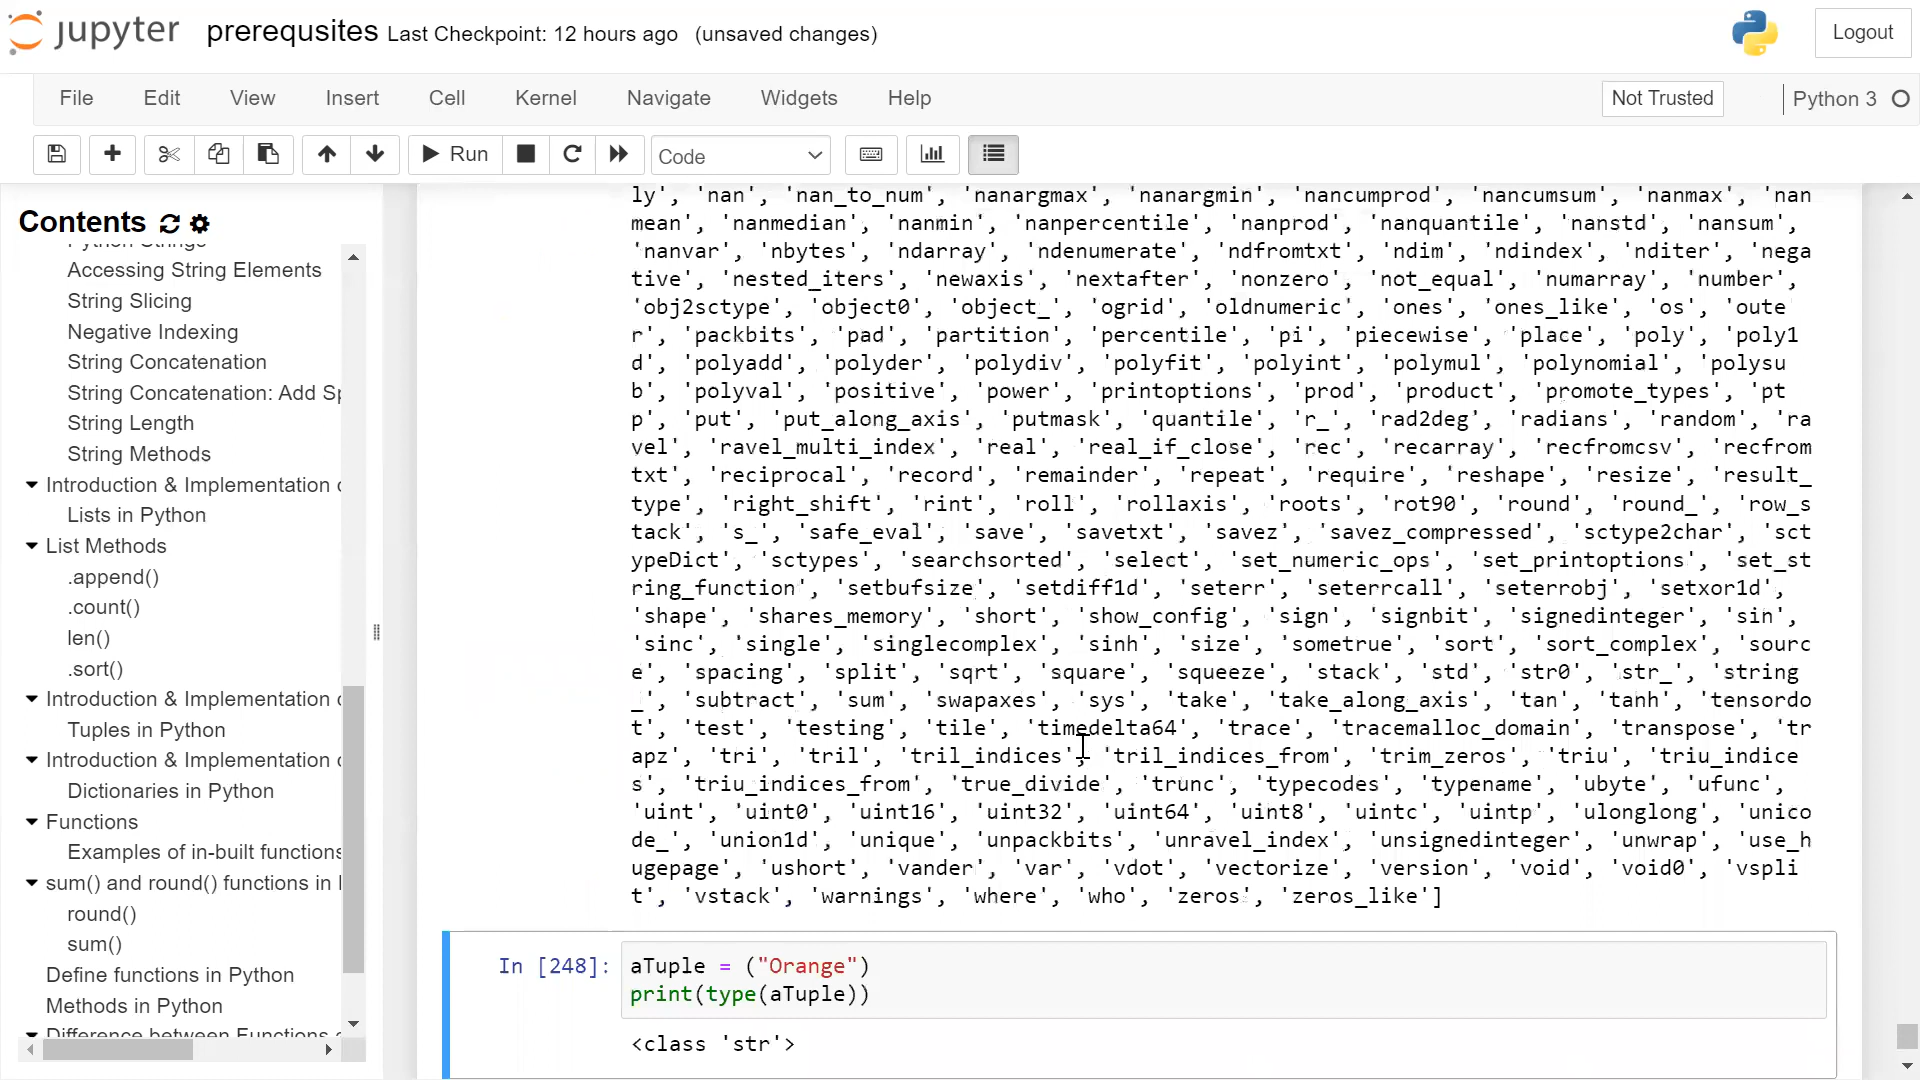 jupyter prerequsites Last Checkpoint: 12 hours ago (unsaved changes)
Logout
File Edit View Insert Cell Kernel Navigate Widgets Help
Not Trusted
Python 3
Run
Code
Contents
Python Strings
Accessing String Elements
String Slicing
Negative Indexing
String Concatenation
String Concatenation: Add Sp
String Length
String Methods
Introduction & Implementation o
Lists in Python
List Methods
.append()
.count()
len()
.sort()
Introduction & Implementation o
Tuples in Python
Introduction & Implementation o
Dictionaries in Python
Functions
Examples of in-built functions
sum() and round() functions in
round()
sum()
Define functions in Python
Methods in Python
Difference between Functions
ly', 'nan', 'nan_to_num', 'nanargmax', 'nanargmin', 'nancumprod', 'nancumsum', 'nanmax', 'nan
mean', 'nanmedian', 'nanmin', 'nanpercentile', 'nanprod', 'nanquantile', 'nanstd', 'nansum',
'nanvar', 'nbytes', 'ndarray', 'ndenumerate', 'ndfromtxt', 'ndim', 'ndindex', 'nditer', 'nega
tive', 'nested_iters', 'newaxis', 'nextafter', 'nonzero', 'not_equal', 'numarray', 'number',
'obj2sctype', 'object0', 'object_', 'ogrid', 'oldnumeric', 'ones', 'ones_like', 'os', 'oute
r', 'packbits', 'pad', 'partition', 'percentile', 'pi', 'piecewise', 'place', 'poly', 'poly1
d', 'polyadd', 'polyder', 'polydiv', 'polyfit', 'polyint', 'polymul', 'polynomial', 'polysu
b', 'polyval', 'positive', 'power', 'printoptions', 'prod', 'product', 'promote_types', 'pt
p', 'put', 'put_along_axis', 'putmask', 'quantile', 'r_', 'rad2deg', 'radians', 'random', 'ra
vel', 'ravel_multi_index', 'real', 'real_if_close', 'rec', 'recarray', 'recfromcsv', 'recfrom
txt', 'reciprocal', 'record', 'remainder', 'repeat', 'require', 'reshape', 'resize', 'result_
type', 'right_shift', 'rint', 'roll', 'rollaxis', 'roots', 'rot90', 'round', 'round_', 'row_s
tack', 's_', 'safe_eval', 'save', 'savetxt', 'savez', 'savez_compressed', 'sctype2char', 'sct
ypeDict', 'sctypes', 'searchsorted', 'select', 'set_numeric_ops', 'set_printoptions', 'set_st
ring_function', 'setbufsize', 'setdiff1d', 'seterr', 'seterrcall', 'seterrobj', 'setxor1d',
'shape', 'shares_memory', 'short', 'show_config', 'sign', 'signbit', 'signedinteger', 'sin',
'sinc', 'single', 'singlecomplex', 'sinh', 'size', 'sometrue', 'sort', 'sort_complex', 'sourc
e', 'spacing', 'split', 'sqrt', 'square', 'squeeze', 'stack', 'std', 'str0', 'str_', 'string
_', 'subtract', 'sum', 'swapaxes', 'sys', 'take', 'take_along_axis', 'tan', 'tanh', 'tensordo
t', 'test', 'testing', 'tile', 'timedelta64', 'trace', 'tracemalloc_domain', 'transpose', 'tr
apz', 'tri', 'tril', 'tril_indices', 'tril_indices_from', 'trim_zeros', 'triu', 'triu_indice
s', 'triu_indices_from', 'true_divide', 'trunc', 'typecodes', 'typename', 'ubyte', 'ufunc',
'uint', 'uint0', 'uint16', 'uint32', 'uint64', 'uint8', 'uintc', 'uintp', 'ulonglong', 'unico
de_', 'union1d', 'unique', 'unpackbits', 'unravel_index', 'unsignedinteger', 'unwrap', 'use_h
ugepage', 'ushort', 'vander', 'var', 'vdot', 'vectorize', 'version', 'void', 'void0', 'vspli
t', 'vstack', 'warnings', 'where', 'who', 'zeros', 'zeros_like']
In [248]: aTuple = ("Orange")
print(type(aTuple))
<class 'str'>